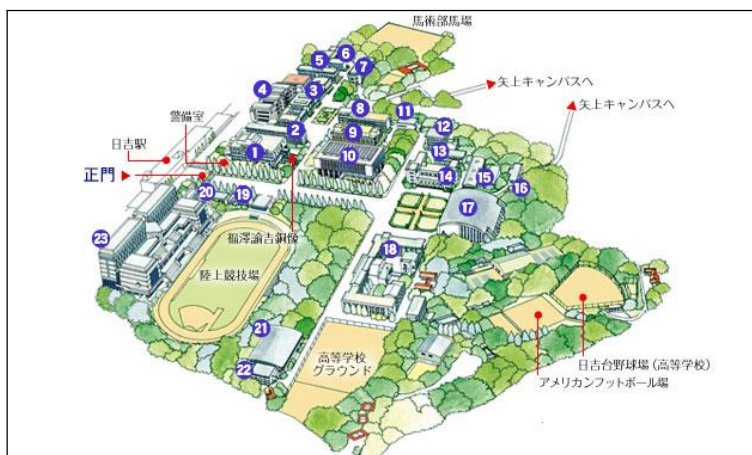 馬術部馬場
6
5
7
矢上キャンパスへ
4
3
8
11
矢上キャンパスへ
警備室
2
9
12
日吉駅
1
10
13
正門
14
15
16
20
19
17
福澤諭吉銅像
23
18
陸上競技場
21
高等学校
グラウンド
22
日吉台野球場（高等学校）
アメリカンフットボール場